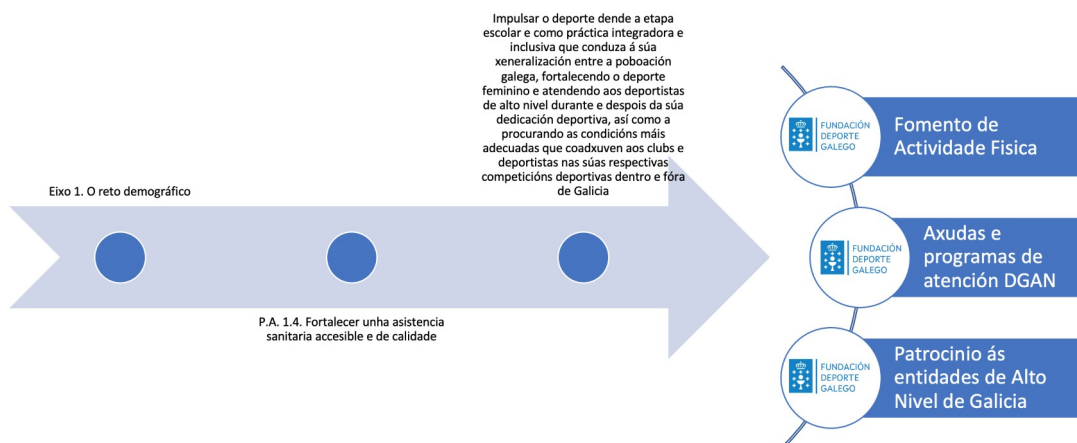 Impulsar o deporte dende a etapa
escolar e como práctica integradora e
inclusiva que conduza á súa
xeneralización entre a poboación
galega, fortalecendo o deporte
feminino e atendendo aos deportistas
de alto nivel durante e despois da súa
dedicación deportiva, así como a
procurando as condicións máis
adecuadas que coadxuven aos clubs e
deportistas nas súas respectivas
competicións deportivas dentro e fóra
de Galicia
Eixo 1. O reto demográfico
P.A. 1.4. Fortalecer unha asistencia
sanitaria accesible e de calidade
FUNDACIÓN
DEPORTE
GALEGO
Fomento de
Actividade Fisica
FUNDACIÓN
DEPORTE
GALEGO
Axudas e
programas de
atención DGAN
FUNDACIÓN
DEPORTE
GALEGO
Patrocinio ás
entidades de Alto
Nivel de Galicia